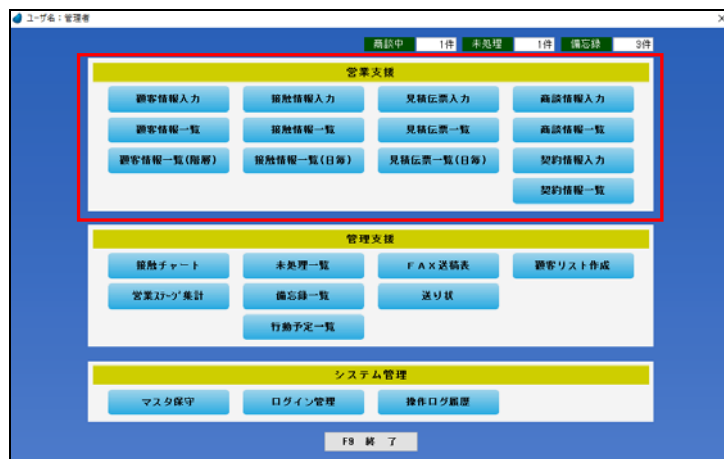 ユーザ名：管理者
商談中 1件 未処理 1件 備忘録 3件
営業支援
顧客情報入力 接触情報入力 見積伝票入力 商談情報入力
顧客情報一覧 接触情報一覧 見積伝票一覧 商談情報一覧
顧客情報一覧(階層) 接触情報一覧(日毎) 見積伝票一覧(日毎) 契約情報入力
契約情報一覧
管理支援
接触チャート 未処理一覧 ＦＡＸ送稿表 顧客リスト作成
営業ｽﾃｰｼﾞ集計 備忘録一覧 送り状
行動予定一覧
システム管理
マスタ保守 ログイン管理 操作ログ履歴
F9 終 了